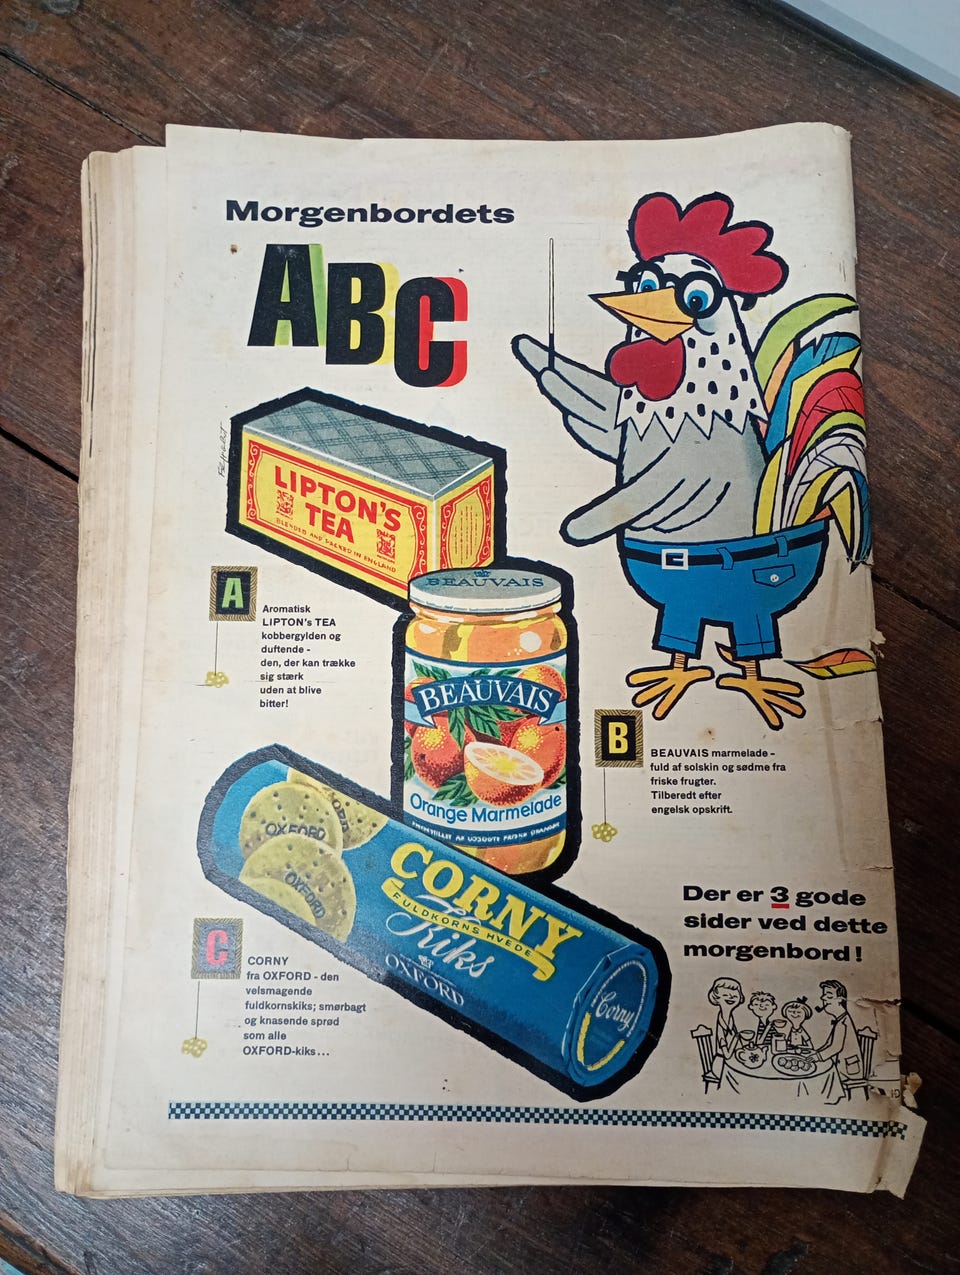 Morgenbordets
ABC
LIPTON'S
TEA
BLENDED AND PACKED IN ENGLAND
A
Aromatisk
LIPTON's TEA
kobbergylden og
duftende -
den, der kan trække
sig stærk
uden at blive
bitter!
BEAUVAIS
BEAUVAIS
Orange Marmelade
B
BEAUVAIS marmelade -
fuld af solskin og sødme fra
friske frugter.
Tilberedt efter
engelsk opskrift.
OXFORD
OXFORD
CORNY
FULDKORNS HVEDE
Kiks
OXFORD
Corny
C
CORNY
fra OXFORD - den
velsmagende
fuldkornskiks; smørbagt
og knasende sprød
som alle
OXFORD-kiks...
Der er 3 gode
sider ved dette
morgenbord!